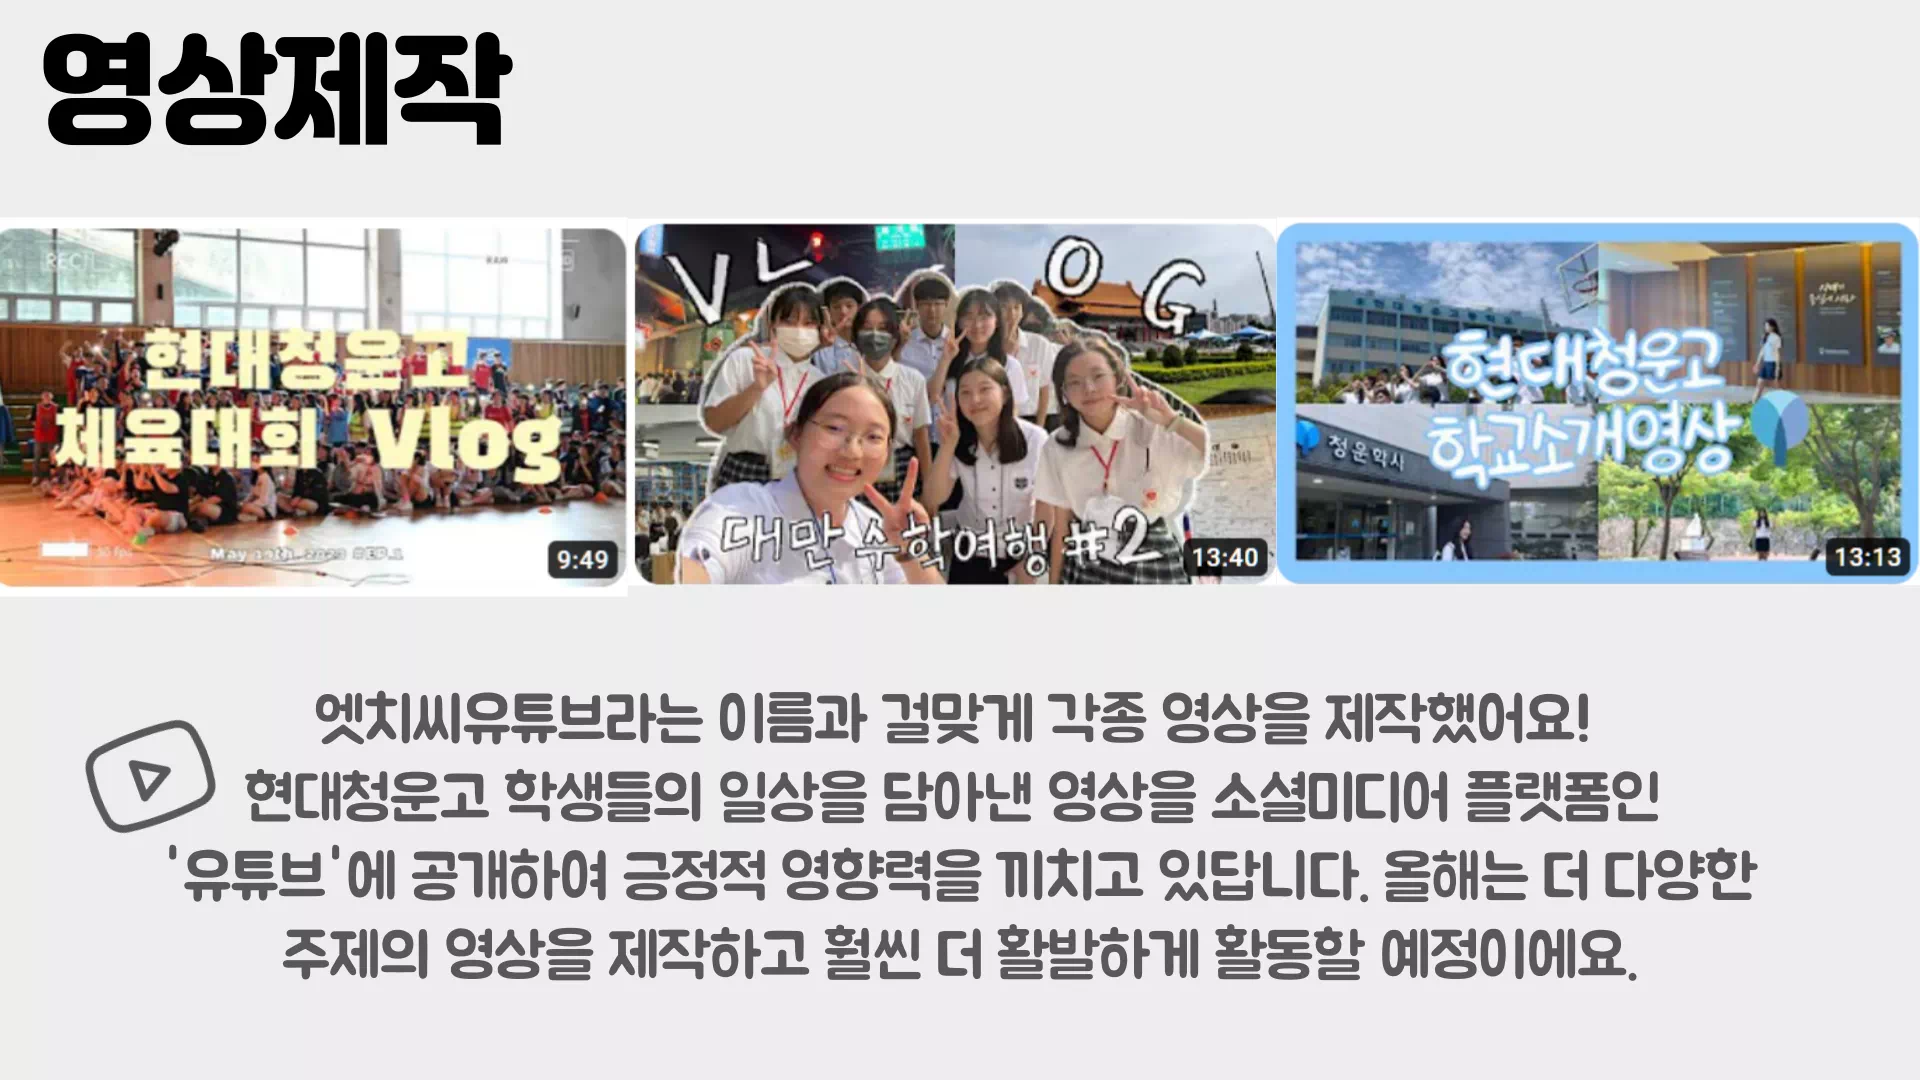 영상제작
REC
현대청운고
체육대회 Vlog
May 19th, 2023 #EP.1
9:49
VLOG
대만 수학여행 #2
13:40
현대청운고
학교소개영상
청운학사
13:13
엣치씨유튜브라는 이름과 걸맞게 각종 영상을 제작했어요!
현대청운고 학생들의 일상을 담아낸 영상을 소셜미디어 플랫폼인
'유튜브'에 공개하여 긍정적 영향력을 끼치고 있답니다. 올해는 더 다양한
주제의 영상을 제작하고 훨씬 더 활발하게 활동할 예정이에요.